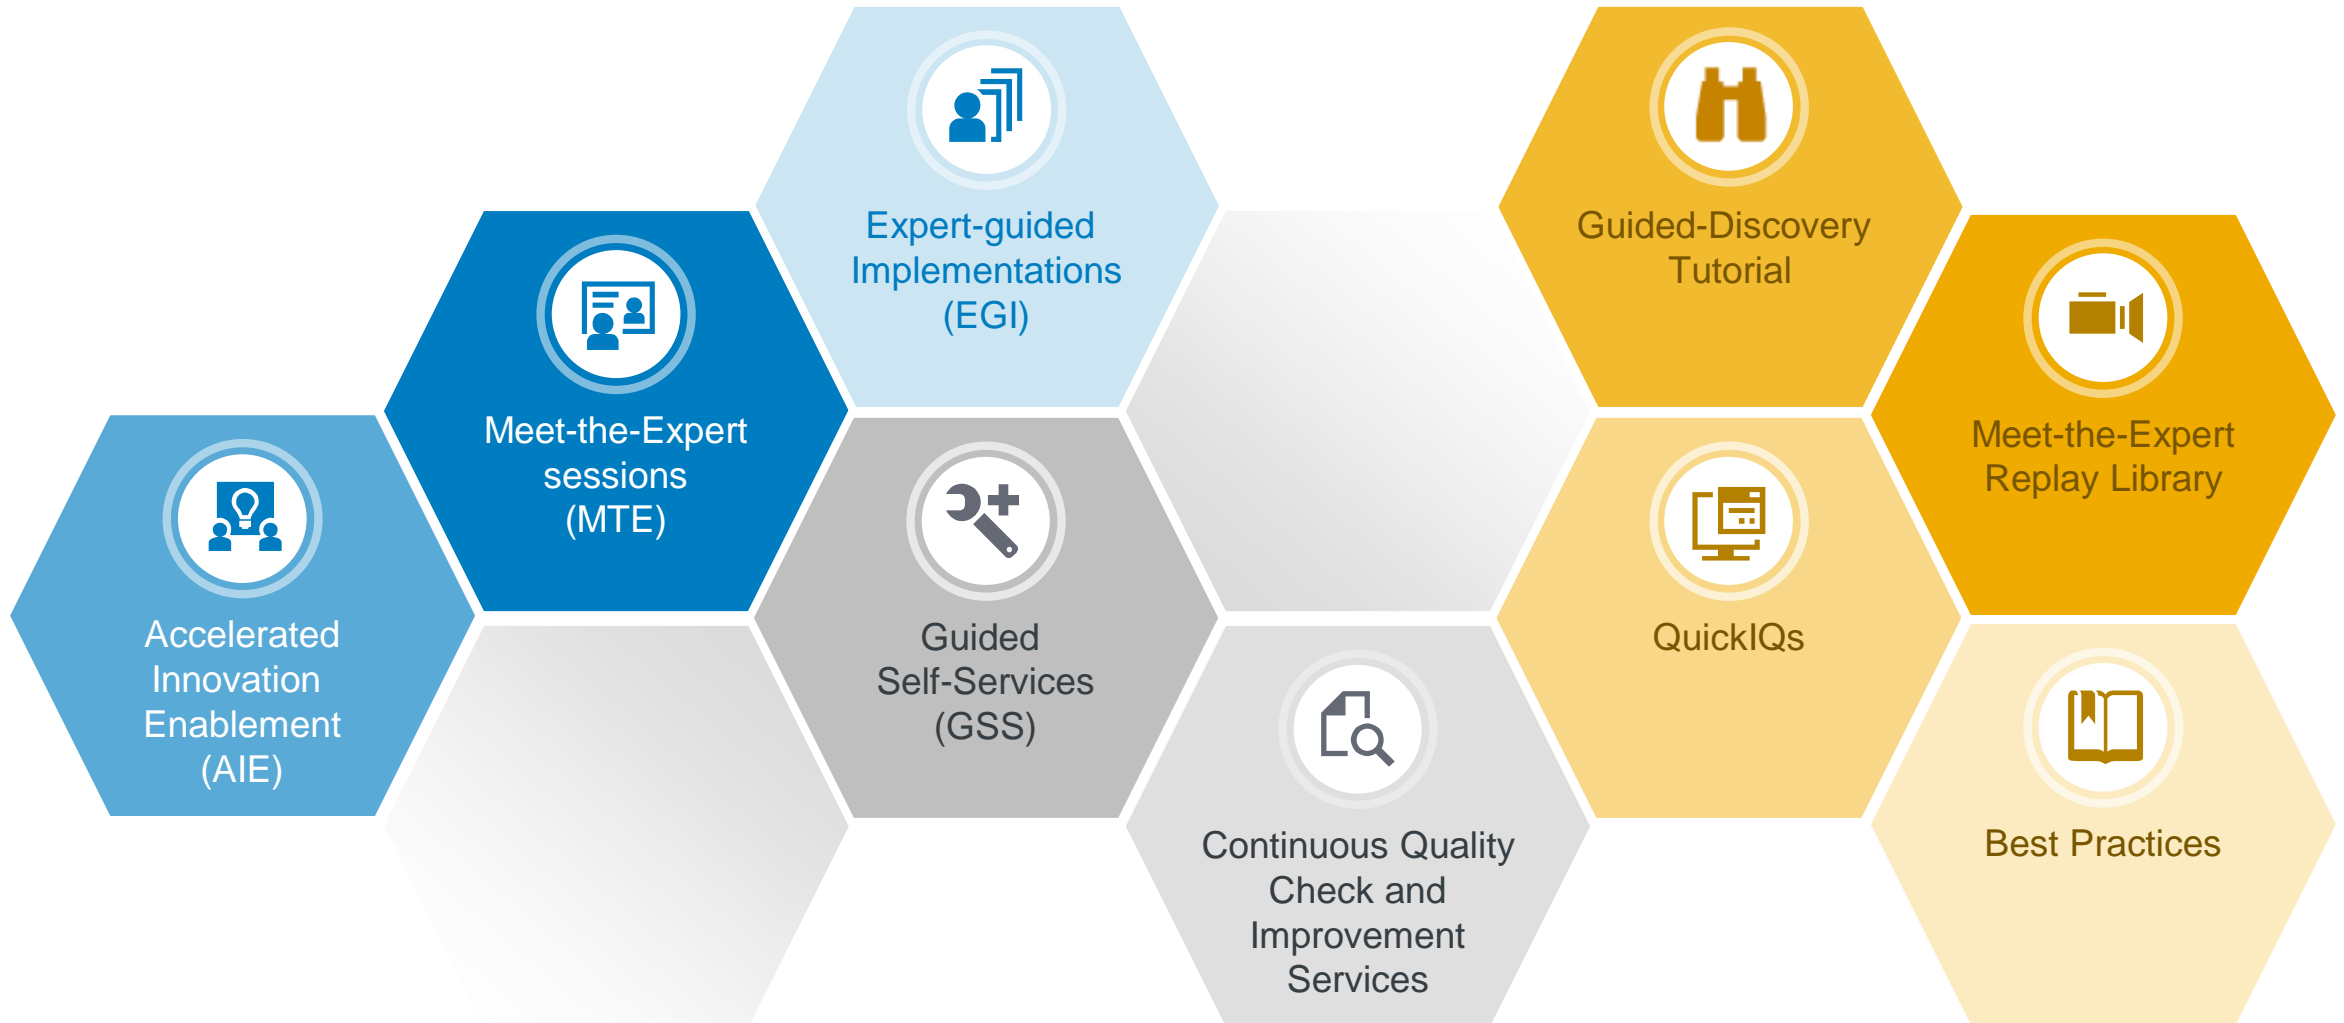 Accelerated
Innovation
Enablement
(AIE)
Meet-the-Expert
sessions
(MTE)
Expert-guided
Implementations
(EGI)
Guided
Self-Services
(GSS)
Continuous Quality
Check and
Improvement
Services
Guided-Discovery
Tutorial
QuickIQs
Meet-the-Expert
Replay Library
Best Practices